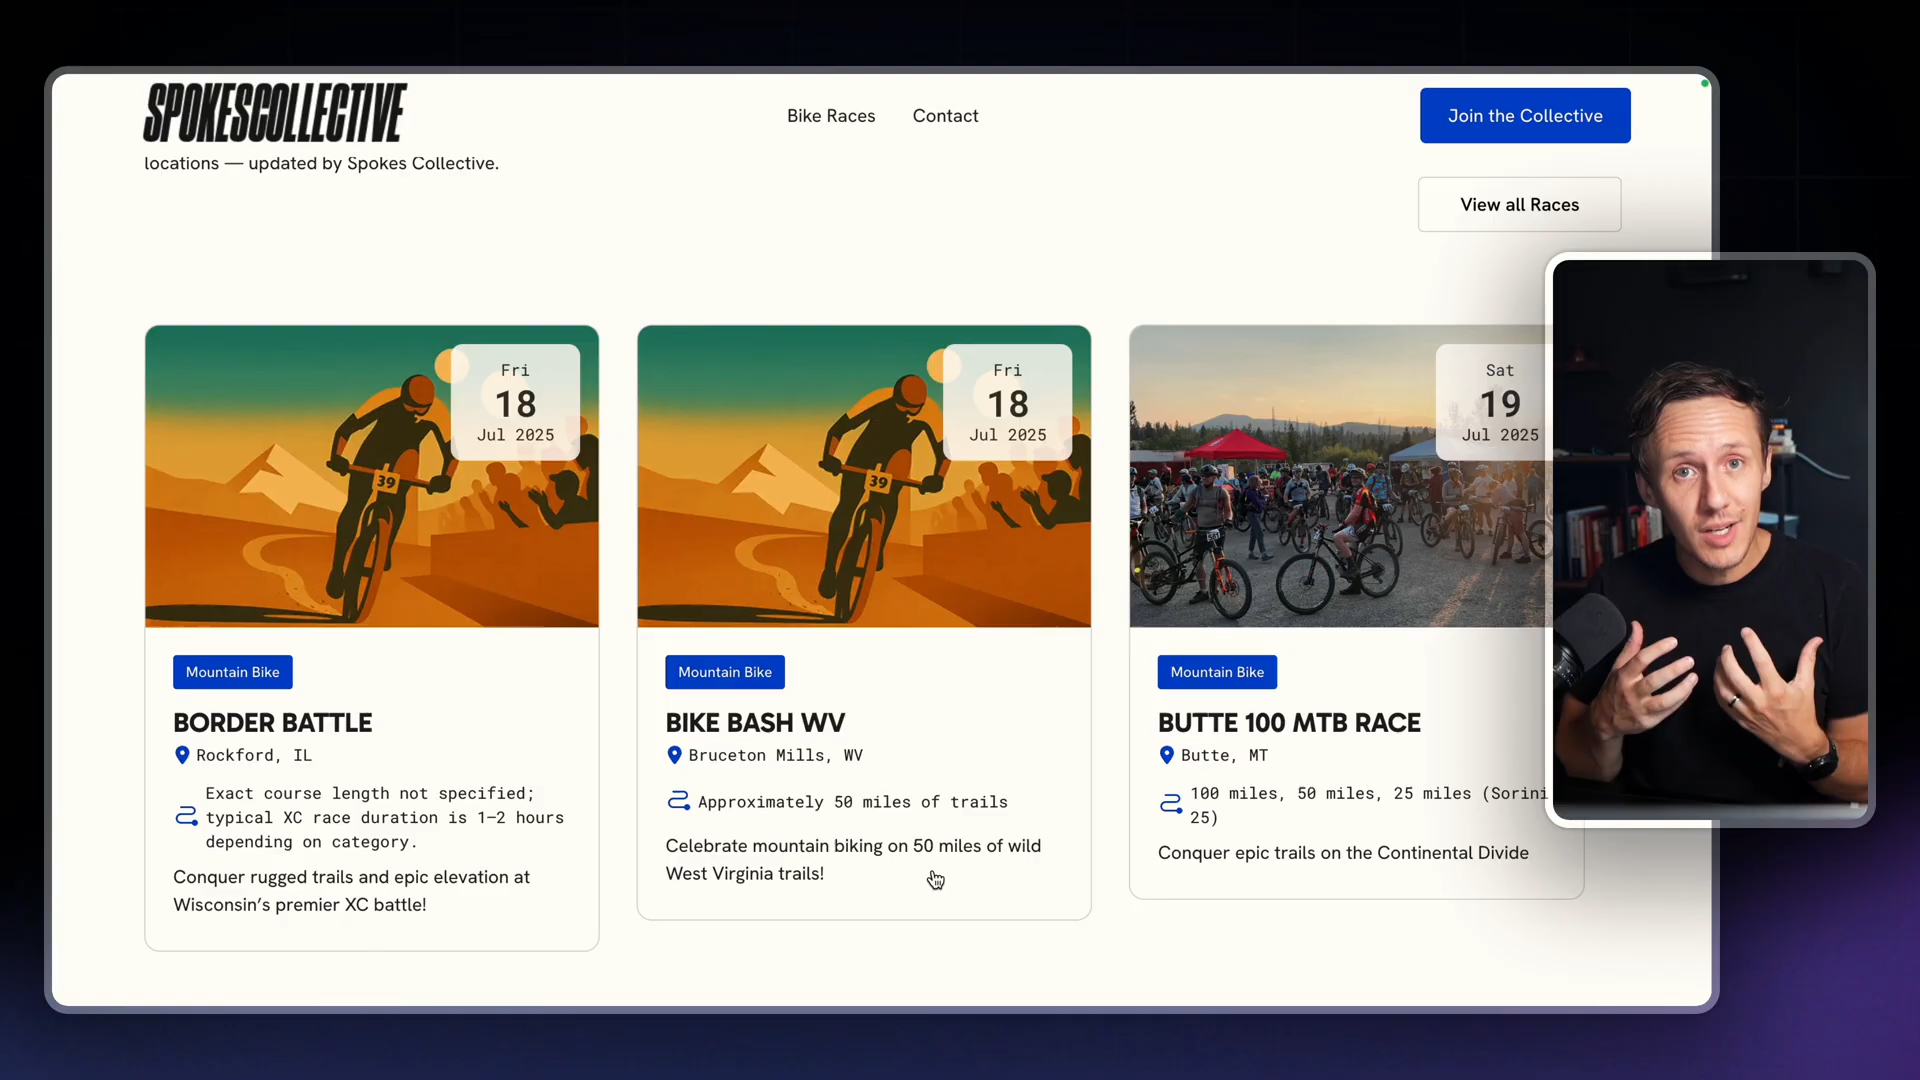 SPOKESCOLLECTIVE
Bike Races
Contact
Join the Collective
locations — updated by Spokes Collective.
View all Races
Fri
18
Jul 2025
39
Mountain Bike
BORDER BATTLE
Rockford, IL
Exact course length not specified;
typical XC race duration is 1–2 hours
depending on category.
Conquer rugged trails and epic elevation at
Wisconsin’s premier XC battle!
Fri
18
Jul 2025
39
Mountain Bike
BIKE BASH WV
Bruceton Mills, WV
Approximately 50 miles of trails
Celebrate mountain biking on 50 miles of wild
West Virginia trails!
Sat
19
Jul 2025
Mountain Bike
BUTTE 100 MTB RACE
Butte, MT
100 miles, 50 miles, 25 miles (Sorini
25)
Conquer epic trails on the Continental Divide